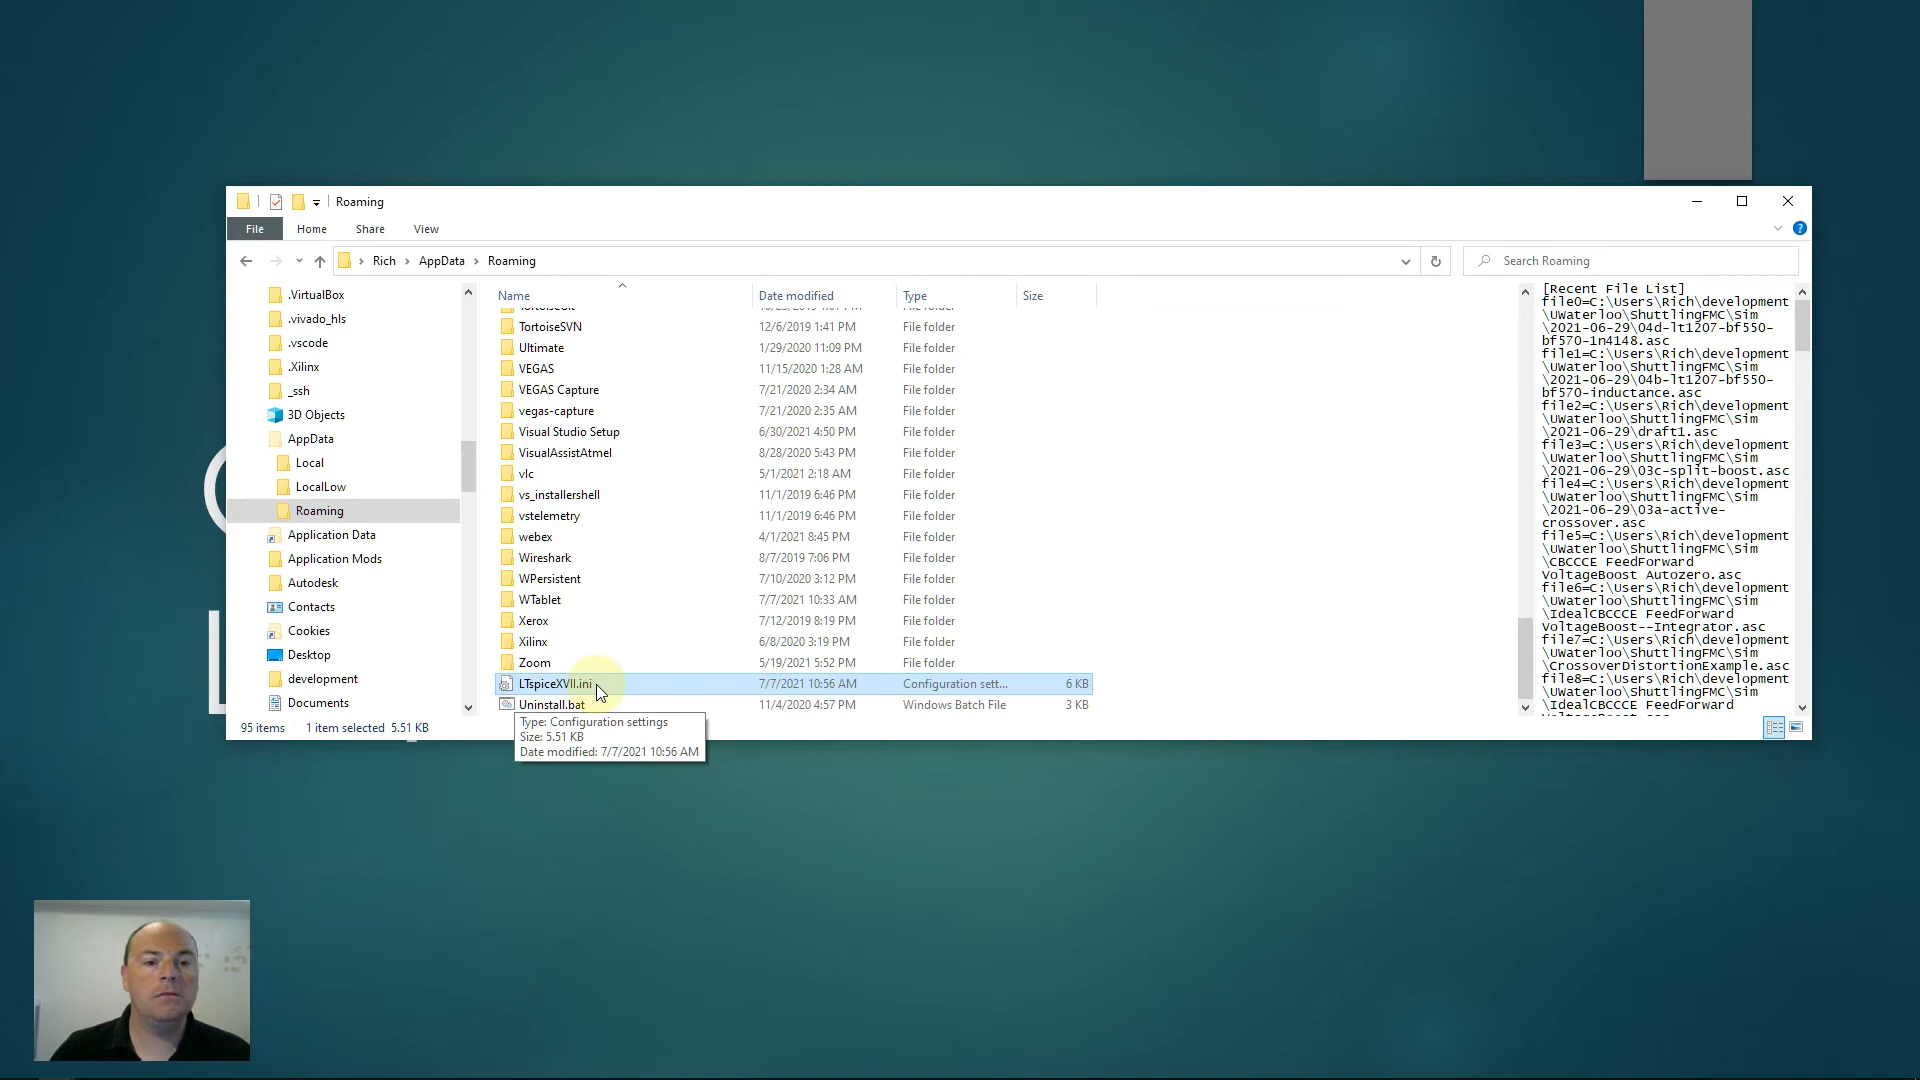 Roaming
File Home Share View
Rich AppData Roaming
Search Roaming
.VirtualBox
.vivado_hls
.vscode
.Xilinx
_ssh
3D Objects
AppData
Local
LocalLow
Roaming
Application Data
Application Mods
Autodesk
Contacts
Cookies
Desktop
development
Documents
Name Date modified Type Size
TortoiseSVN 12/6/2019 1:41 PM File folder
Ultimate 1/29/2020 11:09 PM File folder
VEGAS 11/15/2020 1:28 AM File folder
VEGAS Capture 7/21/2020 2:34 AM File folder
vegas-capture 7/21/2020 2:35 AM File folder
Visual Studio Setup 6/30/2021 4:50 PM File folder
VisualAssistAtmel 8/28/2020 5:43 PM File folder
vlc 5/1/2021 2:18 AM File folder
vs_installershell 11/1/2019 6:46 PM File folder
vstelemetry 11/1/2019 6:46 PM File folder
webex 4/1/2021 8:45 PM File folder
Wireshark 8/7/2019 7:06 PM File folder
WPersistent 7/10/2020 3:12 PM File folder
WTablet 7/7/2021 10:33 AM File folder
Xerox 7/12/2019 8:19 PM File folder
Xilinx 6/8/2020 3:19 PM File folder
Zoom 5/19/2021 5:52 PM File folder
LTspiceXVII.ini 7/7/2021 10:56 AM Configuration sett... 6 KB
Uninstall.bat 11/4/2020 4:57 PM Windows Batch File 3 KB
Type: Configuration settings
Size: 5.51 KB
Date modified: 7/7/2021 10:56 AM
[Recent File List]
file0=C:\Users\Rich\development
\UWaterloo\ShuttlingFMC\Sim
\2021-06-29\04d-lt1207-bf550-
bf570-1n4148.asc
file1=C:\Users\Rich\development
\UWaterloo\ShuttlingFMC\Sim
\2021-06-29\04b-lt1207-bf550-
bf570-inductance.asc
file2=C:\Users\Rich\development
\UWaterloo\ShuttlingFMC\Sim
\2021-06-29\draft1.asc
file3=C:\Users\Rich\development
\UWaterloo\ShuttlingFMC\Sim
\2021-06-29\03c-split-boost.asc
file4=C:\Users\Rich\development
\UWaterloo\ShuttlingFMC\Sim
\2021-06-29\03a-active-
crossover.asc
file5=C:\Users\Rich\development
\UWaterloo\ShuttlingFMC\Sim
\CBCCCE FeedForward
VoltageBoost Autozero.asc
file6=C:\Users\Rich\development
\UWaterloo\ShuttlingFMC\Sim
\IdealCBCCCE FeedForward
VoltageBoost--Integrator.asc
file7=C:\Users\Rich\development
\UWaterloo\ShuttlingFMC\Sim
\CrossoverDistortionExample.asc
file8=C:\Users\Rich\development
\UWaterloo\ShuttlingFMC\Sim
\IdealCBCCCE FeedForward
95 items 1 item selected 5.51 KB